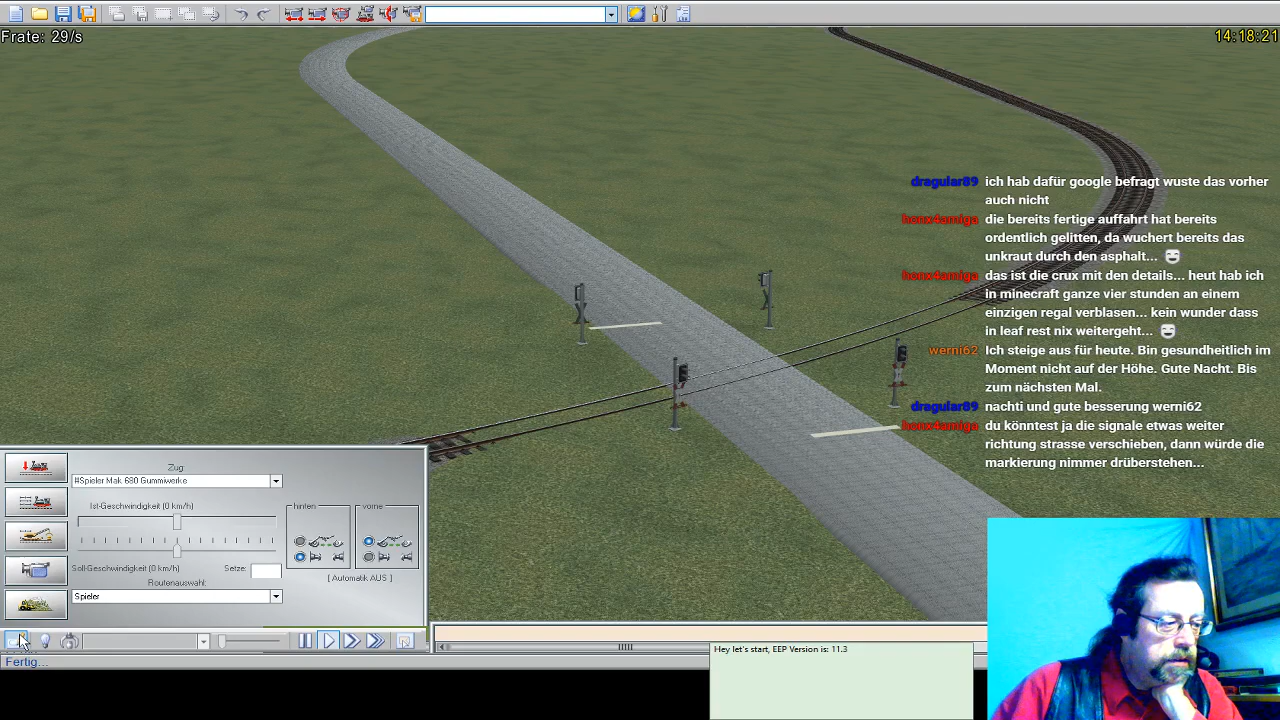 Frate: 29/s
14:18:21
dragular89 ich hab dafür google befragt wuste das vorher
auch nicht
honx4amiga die bereits fertige auffahrt hat bereits
ordentlich gelitten, da wuchert bereits das
unkraut durch den asphalt...
honx4amiga das ist die crux mit den details... heut hab ich
in minecraft ganze vier stunden an einem
einzigen regal verblasen... kein wunder dass
in leaf rest nix weitergeht...
werni62 Ich steige aus für heute. Bin gesundheitlich im
Moment nicht auf der Höhe. Gute Nacht. Bis
zum nächsten Mal.
dragular89 nachti und gute besserung werni62
honx4amiga du könntest ja die signale etwas weiter
richtung strasse verschieben, dann würde die
markierung nimmer drüberstehen...
Zug:
#Spieler Mak 680 Gummiwerke
Ist-Geschwindigkeit (0 km/h)
hinten
vorne
Soll-Geschwindigkeit (0 km/h)
Setze:
[ Automatik AUS ]
Routenauswahl:
Spieler
Fertig...
Hey let's start, EEP Version is: 11.3